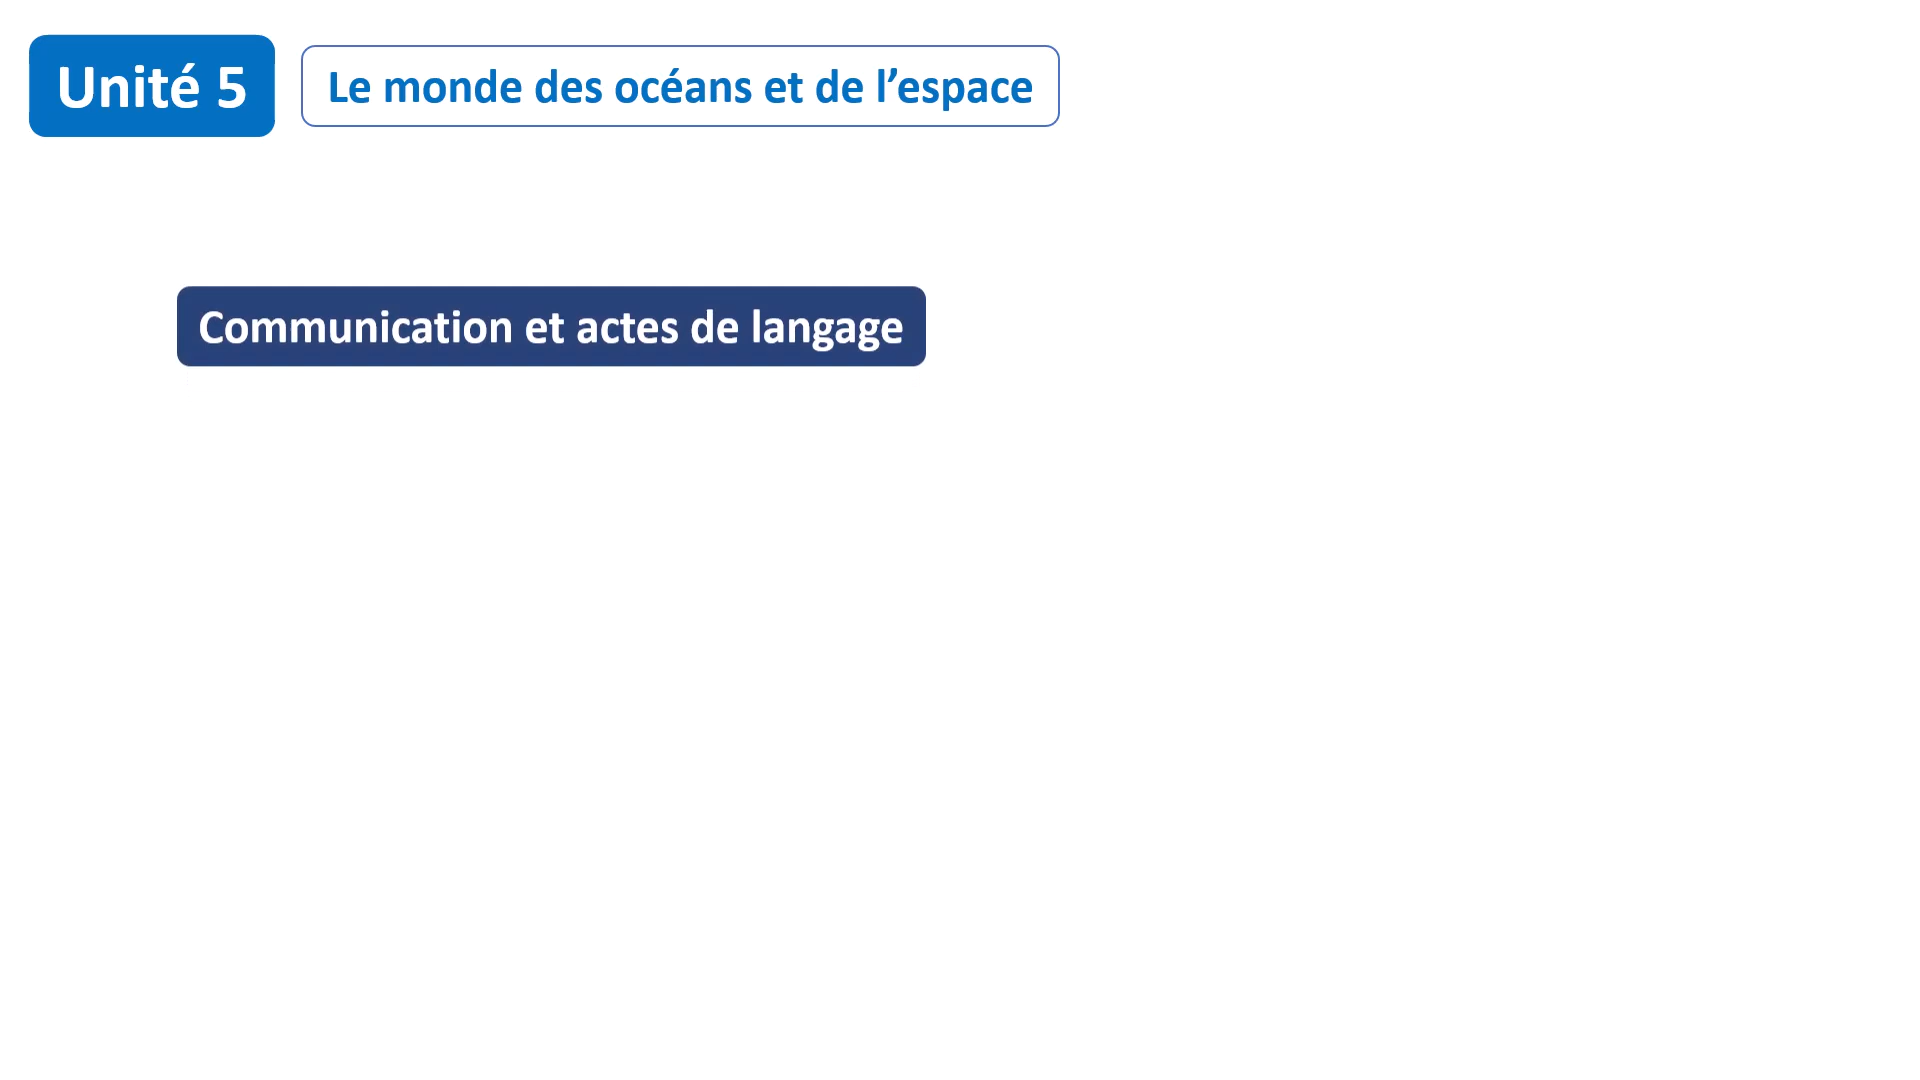 Unité 5
Le monde des océans et de l’espace
Communication et actes de langage